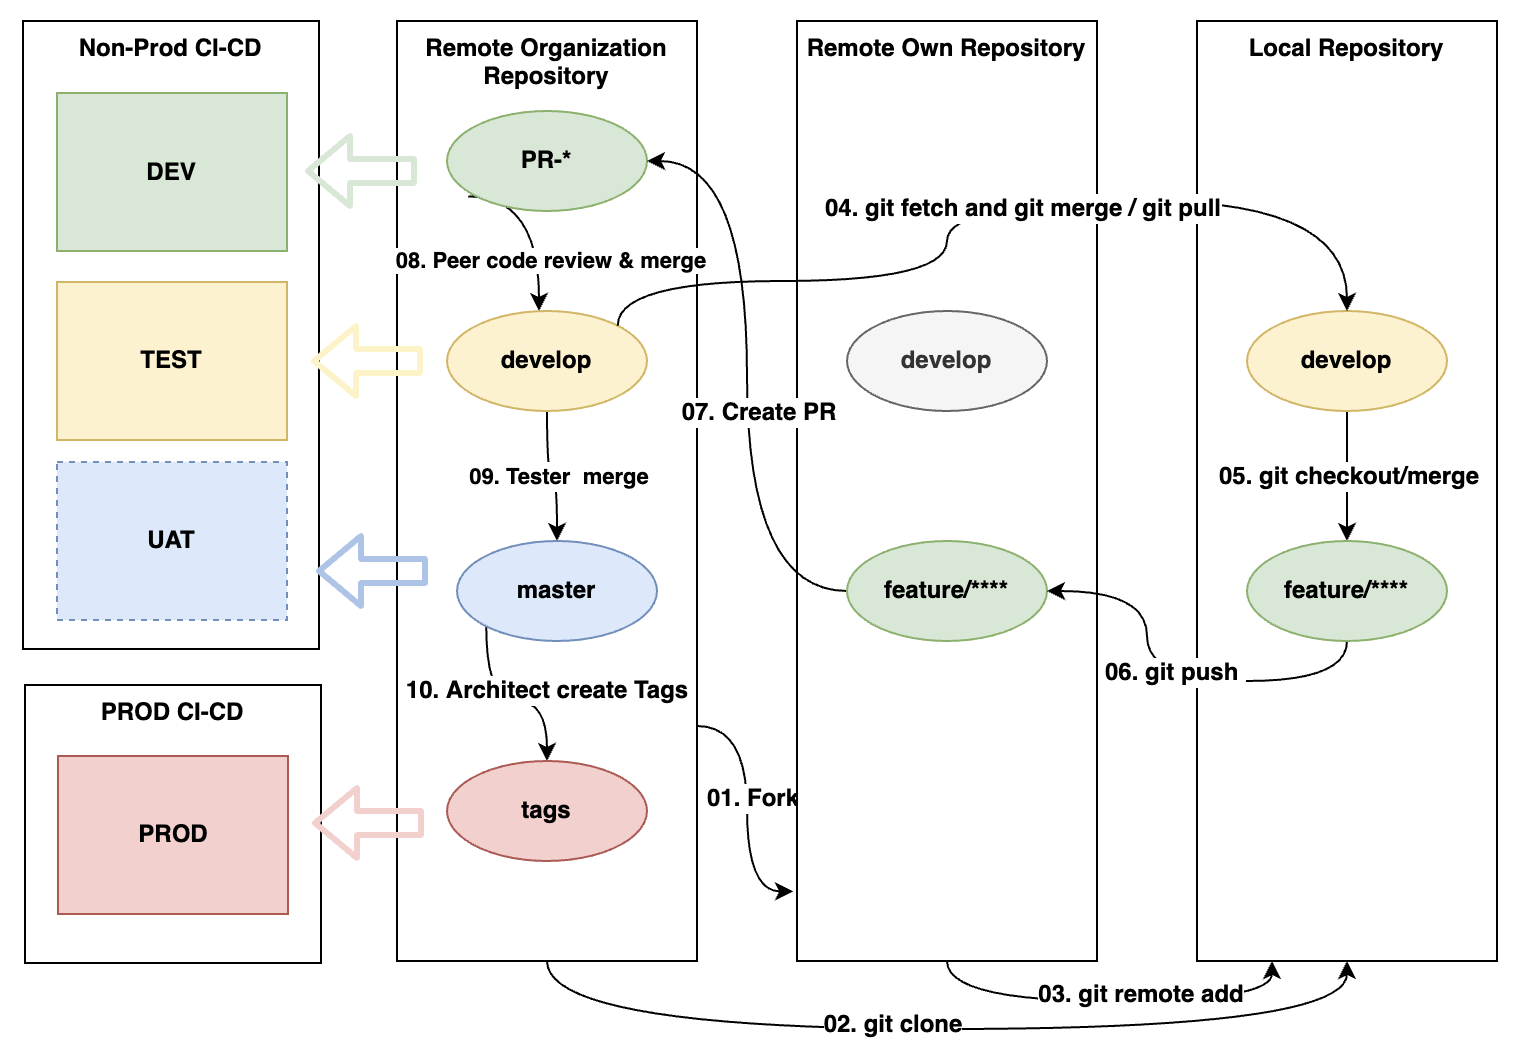 Non-Prod CI-CD
DEV
TEST
UAT
PROD CI-CD
PROD
Remote Organization
Repository
PR-*
08. Peer code review & merge
develop
09. Tester  merge
master
10. Architect create Tags
tags
01. Fork
07. Create PR
Remote Own Repository
04. git fetch and git merge / git pull
develop
feature/****
06. git push
Local Repository
develop
05. git checkout/merge
feature/****
03. git remote add
02. git clone